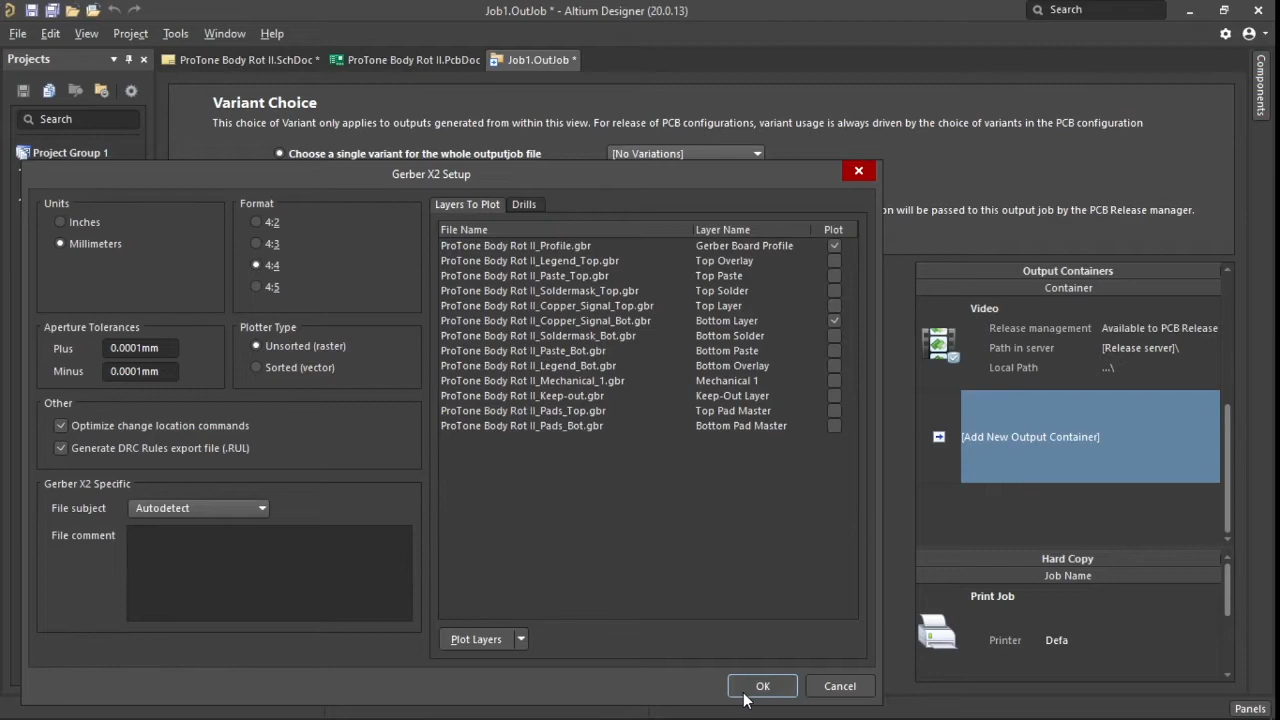 Job1.OutJob * - Altium Designer (20.0.13)
Search
File Edit View Project Tools Window Help
Projects
ProTone Body Rot II.SchDoc *
ProTone Body Rot II.PcbDoc
Job1.OutJob *
Components
Search
Project Group 1
Variant Choice
This choice of Variant only applies to outputs generated from within this view. For release of PCB configurations, variant usage is always driven by the choice of variants in the PCB configuration
Choose a single variant for the whole outputjob file
[No Variations]
on will be passed to this output job by the PCB Release manager.
Gerber X2 Setup
Units
Inches
Millimeters
Format
4:2
4:3
4:4
4:5
Aperture Tolerances
Plus 0.0001mm
Minus 0.0001mm
Plotter Type
Unsorted (raster)
Sorted (vector)
Other
Optimize change location commands
Generate DRC Rules export file (.RUL)
Gerber X2 Specific
File subject Autodetect
File comment
Layers To Plot Drills
File Name Layer Name Plot
ProTone Body Rot II_Profile.gbr Gerber Board Profile
ProTone Body Rot II_Legend_Top.gbr Top Overlay
ProTone Body Rot II_Paste_Top.gbr Top Paste
ProTone Body Rot II_Soldermask_Top.gbr Top Solder
ProTone Body Rot II_Copper_Signal_Top.gbr Top Layer
ProTone Body Rot II_Copper_Signal_Bot.gbr Bottom Layer
ProTone Body Rot II_Soldermask_Bot.gbr Bottom Solder
ProTone Body Rot II_Paste_Bot.gbr Bottom Paste
ProTone Body Rot II_Legend_Bot.gbr Bottom Overlay
ProTone Body Rot II_Mechanical_1.gbr Mechanical 1
ProTone Body Rot II_Keep-out.gbr Keep-Out Layer
ProTone Body Rot II_Pads_Top.gbr Top Pad Master
ProTone Body Rot II_Pads_Bot.gbr Bottom Pad Master
Plot Layers
OK
Cancel
Output Containers
Container
Video
Release management Available to PCB Release
Path in server [Release server]\
Local Path ...\
[Add New Output Container]
Hard Copy
Job Name
Print Job
Printer Defa
Panels